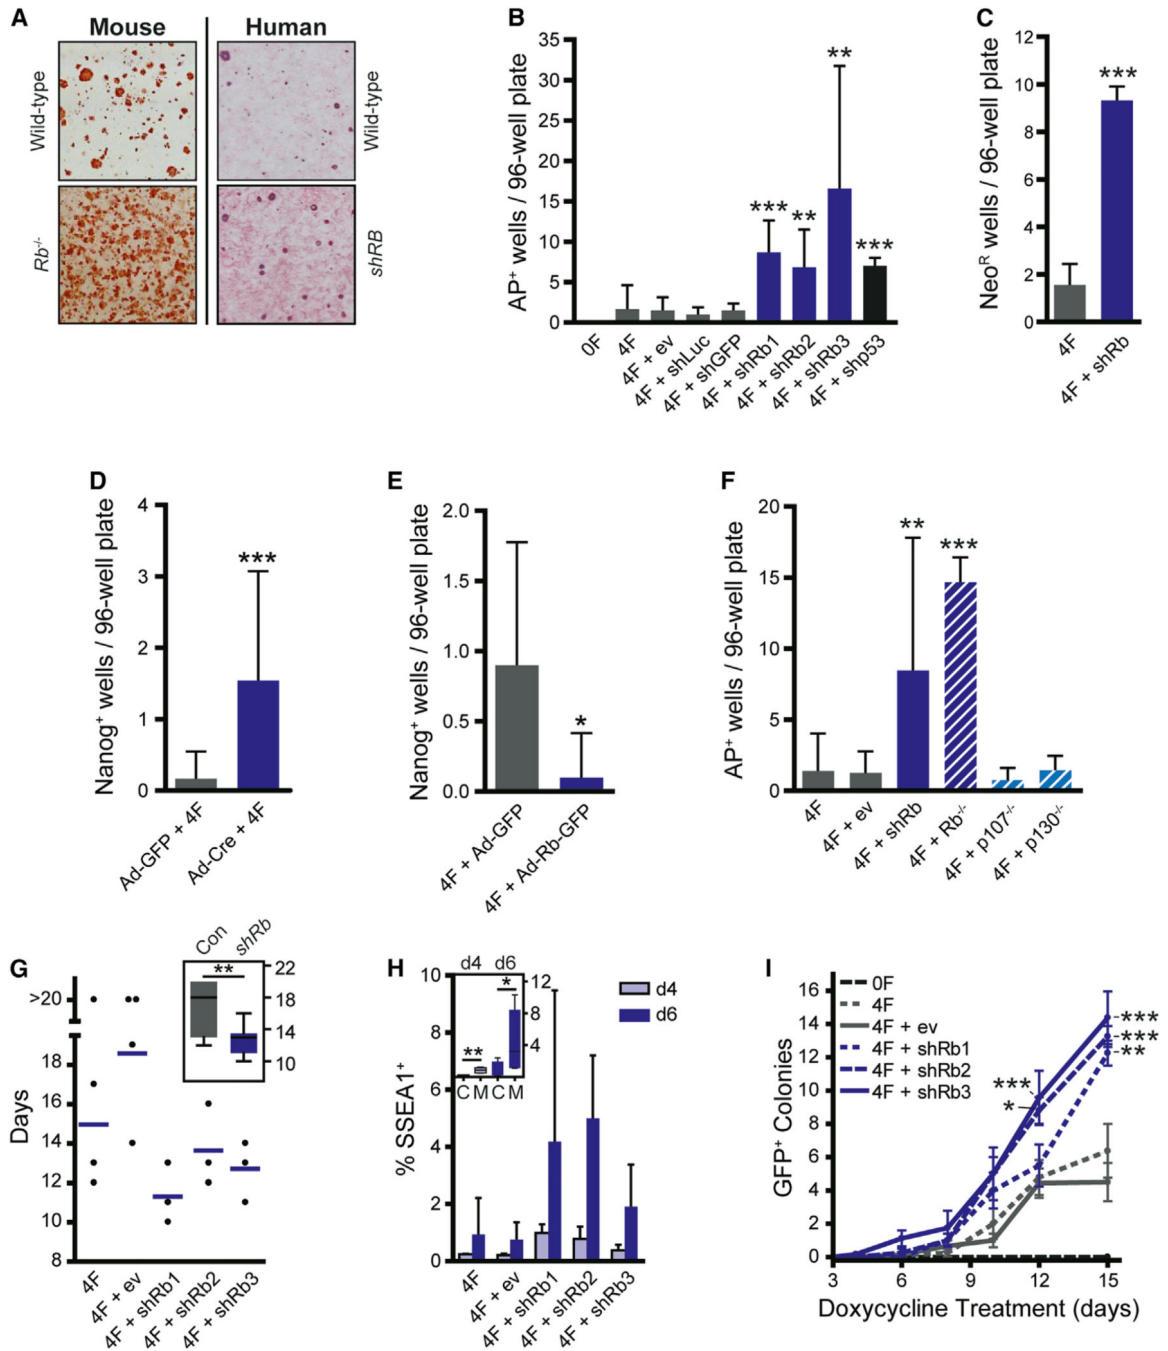 A
Mouse
Human
Wild-type
Wild-type
Rb-/-
shRB
B
AP+ wells / 96-well plate
35
30
25
20
15
10
5
0
***
**
**
***
0F
4F
4F + ev
4F + shLuc
4F + shGFP
4F + shRb1
4F + shRb2
4F + shRb3
4F + shp53
C
NeoR wells / 96-well plate
12
10
8
6
4
2
0
***
4F
4F + shRb
D
Nanog+ wells / 96-well plate
4
3
2
1
0
***
Ad-GFP + 4F
Ad-Cre + 4F
E
Nanog+ wells / 96-well plate
2.0
1.5
1.0
0.5
0.0
*
4F + Ad-GFP
4F + Ad-Rb-GFP
F
AP+ wells / 96-well plate
20
15
10
5
0
**
***
4F
4F + ev
4F + shRb
4F + Rb-/-
4F + p107-/-
4F + p130-/-
G
Days
>20
18
16
14
12
10
8
Con
shRb
**
22
18
14
10
4F
4F + ev
4F + shRb1
4F + shRb2
4F + shRb3
H
% SSEA1+
10
8
6
4
2
0
d4 d6
**
*
12
8
4
C M C M
d4
d6
4F
4F + ev
4F + shRb1
4F + shRb2
4F + shRb3
I
GFP+ Colonies
16
14
12
10
8
6
4
2
0
0F
4F
4F + ev
4F + shRb1
4F + shRb2
4F + shRb3
***
*
***
***
**
3 6 9 12 15
Doxycycline Treatment (days)